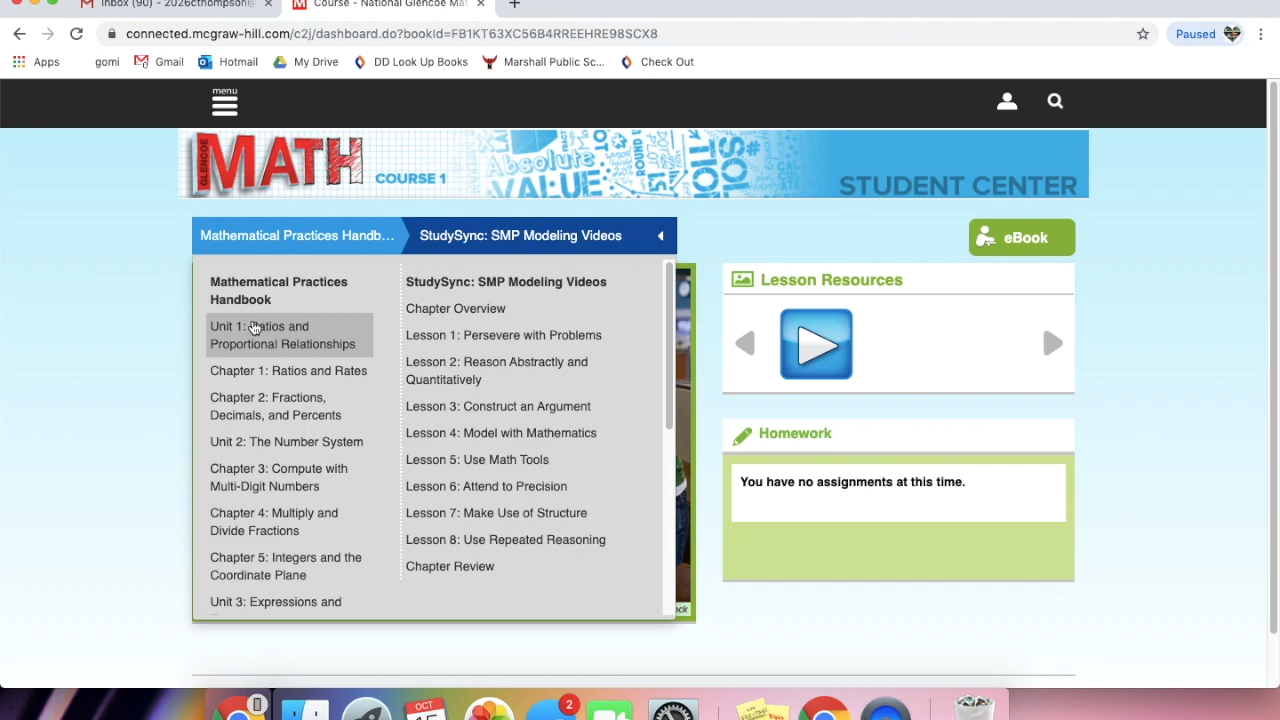 Inbox (90) - 2026cthompson@
Course - National Glencoe Mat
connected.mcgraw-hill.com/c2j/dashboard.do?bookId=FB1KT63XC56B4RREEHRE98SCX8
Paused
Apps gomi Gmail Hotmail My Drive DD Look Up Books Marshall Public Sc... Check Out
menu
GLENCOE MATH COURSE 1
Absolute VALUE
STUDENT CENTER
Mathematical Practices Handb... StudySync: SMP Modeling Videos
eBook
Mathematical Practices
Handbook
Unit 1: Ratios and
Proportional Relationships
Chapter 1: Ratios and Rates
Chapter 2: Fractions,
Decimals, and Percents
Unit 2: The Number System
Chapter 3: Compute with
Multi-Digit Numbers
Chapter 4: Multiply and
Divide Fractions
Chapter 5: Integers and the
Coordinate Plane
Unit 3: Expressions and
StudySync: SMP Modeling Videos
Chapter Overview
Lesson 1: Persevere with Problems
Lesson 2: Reason Abstractly and
Quantitatively
Lesson 3: Construct an Argument
Lesson 4: Model with Mathematics
Lesson 5: Use Math Tools
Lesson 6: Attend to Precision
Lesson 7: Make Use of Structure
Lesson 8: Use Repeated Reasoning
Chapter Review
ock
Lesson Resources
Homework
You have no assignments at this time.
OCT
2